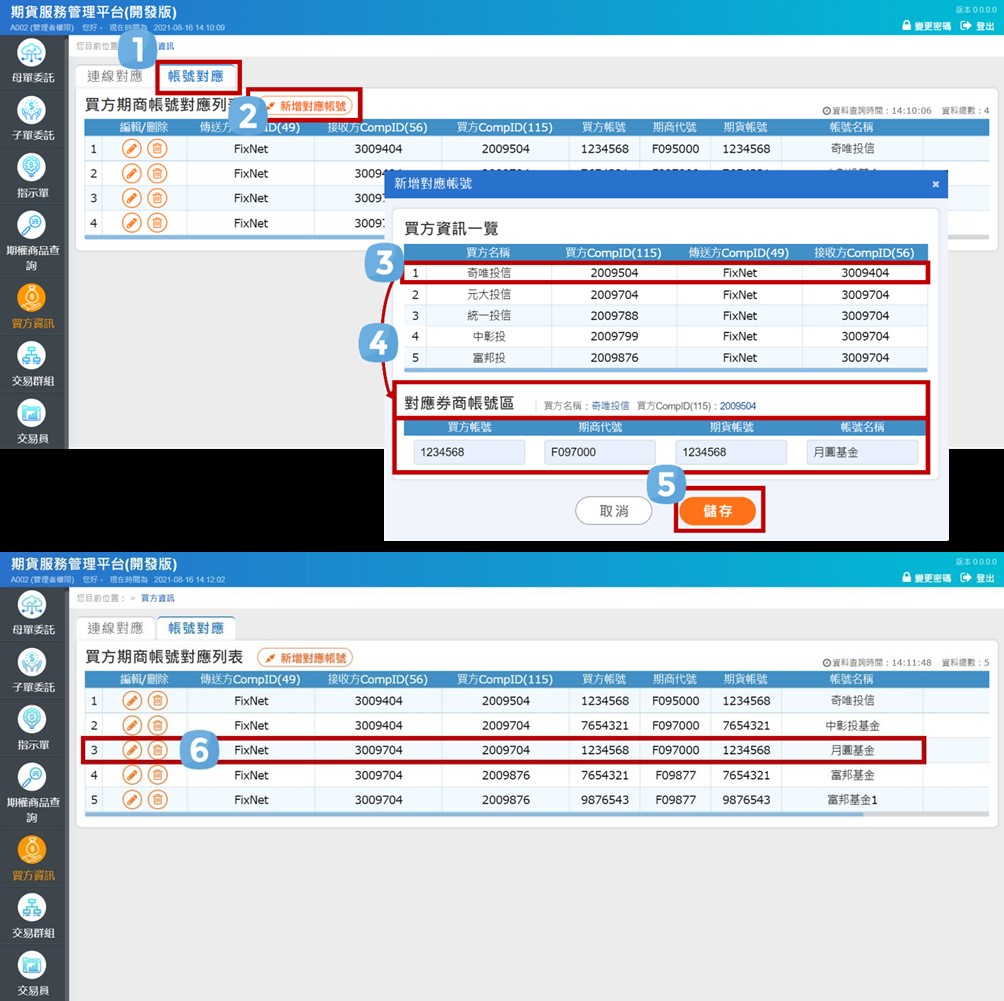 期貨服務管理平台(開發版)
版本 0.0.0.0
A002 (管理者權限) 您好， 現在時間為 2021-08-16 14:10:09
變更密碼 登出
您目前位置
資訊
1
母單委託
子單委託
指示單
期權商品查詢
買方資訊
交易群組
交易員
連線對應 帳號對應
買方期商帳號對應列表
2
新增對應帳號
資料查詢時間：14:10:06 資料總數：4
編輯/刪除 傳送方CompID(49) 接收方CompID(56) 買方CompID(115) 買方帳號 期商代號 期貨帳號 帳號名稱
1 FixNet 3009404 2009504 1234568 F095000 1234568 奇唯投信
2 FixNet
3 FixNet
4 FixNet
新增對應帳號 ×
買方資訊一覽
3
買方名稱 買方CompID(115) 傳送方CompID(49) 接收方CompID(56)
1 奇唯投信 2009504 FixNet 3009404
2 元大投信 2009704 FixNet 3009704
3 統一投信 2009788 FixNet 3009704
4
4 中彰投 2009799 FixNet 3009704
5 富邦投 2009876 FixNet 3009704
對應券商帳號區 買方名稱：奇唯投信 買方CompID(115)：2009504
買方帳號 期商代號 期貨帳號 帳號名稱
1234568 F097000 1234568 月圓基金
5
取消 儲存
期貨服務管理平台(開發版)
版本 0.0.0.0
A002 (管理者權限) 您好， 現在時間為 2021-08-16 14:12:02
變更密碼 登出
您目前位置： > 買方資訊
母單委託
子單委託
指示單
期權商品查詢
買方資訊
交易群組
交易員
連線對應 帳號對應
買方期商帳號對應列表 新增對應帳號
資料查詢時間：14:11:48 資料總數：5
編輯/刪除 傳送方CompID(49) 接收方CompID(56) 買方CompID(115) 買方帳號 期商代號 期貨帳號 帳號名稱
1 FixNet 3009404 2009504 1234568 F095000 1234568 奇唯投信
2 FixNet 3009404 2009704 7654321 F097000 7654321 中彰投基金
3 6 FixNet 3009704 2009704 1234568 F097000 1234568 月圓基金
4 FixNet 3009704 2009876 7654321 F09877 7654321 富邦基金
5 FixNet 3009704 2009876 9876543 F09877 9876543 富邦基金1